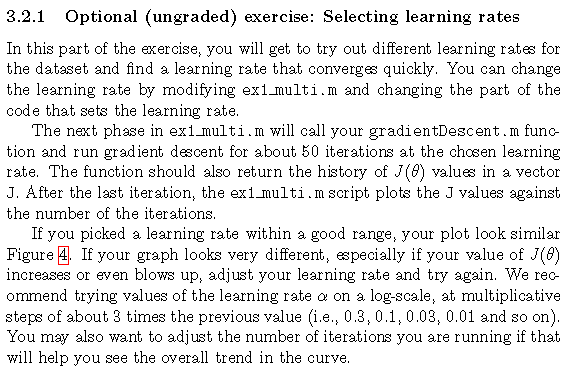 3.2.1 Optional (ungraded) exercise: Selecting learning rates
In this part of the exercise, you will get to try out different learning rates for
the dataset and find a learning rate that converges quickly. You can change
the learning rate by modifying ex1_multi.m and changing the part of the
code that sets the learning rate.
The next phase in ex1_multi.m will call your gradientDescent.m func-
tion and run gradient descent for about 50 iterations at the chosen learning
rate. The function should also return the history of J(θ) values in a vector
J. After the last iteration, the ex1_multi.m script plots the J values against
the number of the iterations.
If you picked a learning rate within a good range, your plot look similar
Figure 4. If your graph looks very different, especially if your value of J(θ)
increases or even blows up, adjust your learning rate and try again. We rec-
ommend trying values of the learning rate α on a log-scale, at multiplicative
steps of about 3 times the previous value (i.e., 0.3, 0.1, 0.03, 0.01 and so on).
You may also want to adjust the number of iterations you are running if that
will help you see the overall trend in the curve.